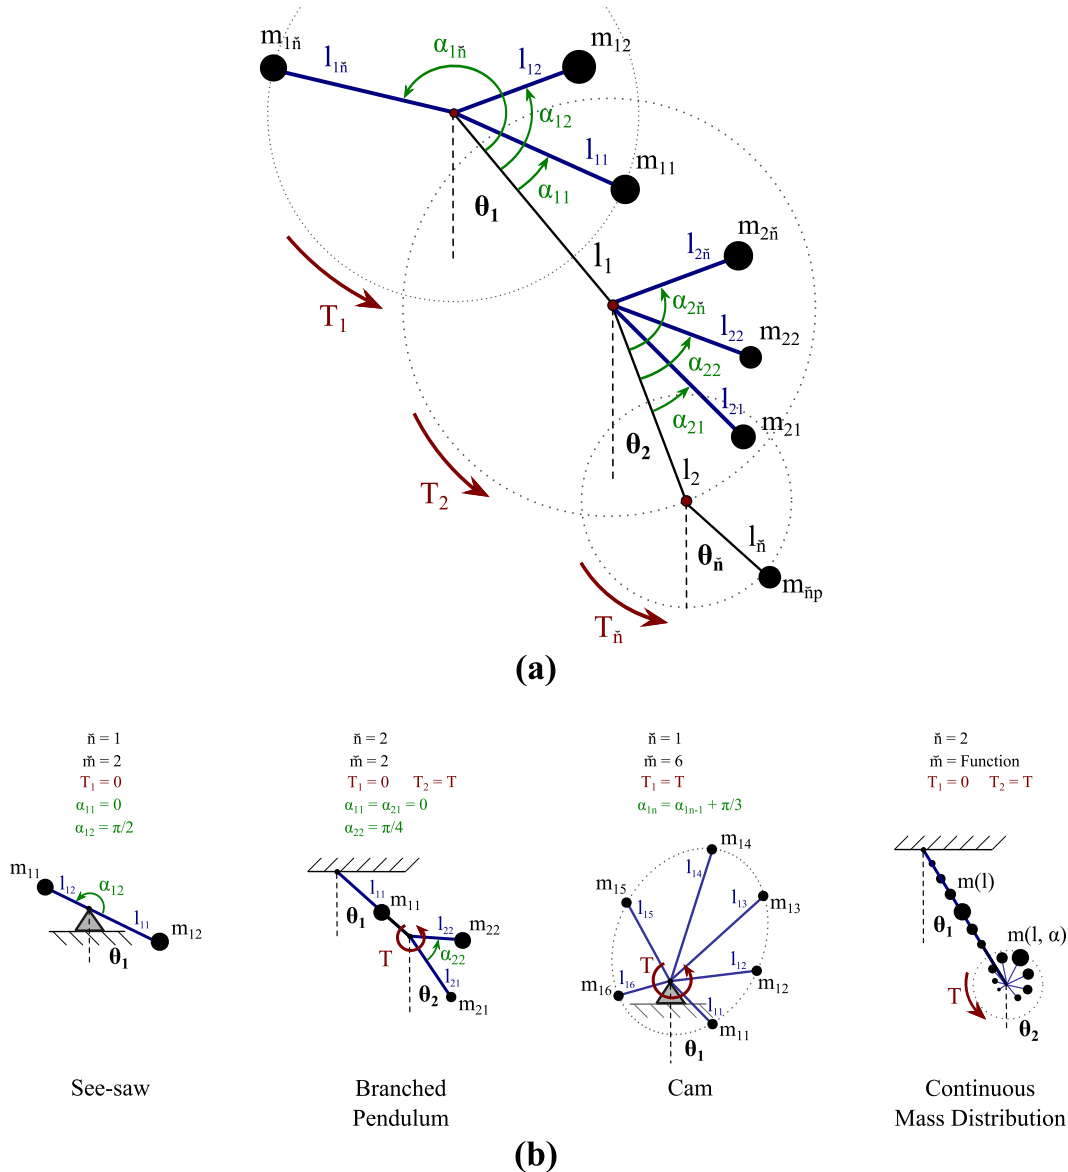 m₁ň
l₁ň
α₁ň
l₁₂
m₁₂
α₁₂
l₁₁
m₁₁
α₁₁
θ₁
l₁
T₁
m₂ň
l₂ň
α₂ň
l₂₂
m₂₂
α₂₂
l₂₁
m₂₁
α₂₁
θ₂
l₂
T₂
lň
θň
mňp
Tň
(a)
ň = 1
m̌ = 2
T₁ = 0
α₁₁ = 0
α₁₂ = π/2
m₁₁
l₁₂
α₁₂
l₁₁
m₁₂
θ₁
See-saw
ň = 2
m̌ = 2
T₁ = 0 T₂ = T
α₁₁ = α₂₁ = 0
α₂₂ = π/4
l₁₁
m₁₁
θ₁
l₂₂
m₂₂
T
α₂₂
l₂₁
θ₂
m₂₁
Branched
Pendulum
ň = 1
m̌ = 6
T₁ = T
α₁ₙ = α₁ₙ₋₁ + π/3
m₁₄
l₁₄
m₁₅
l₁₅
l₁₃
m₁₃
T
l₁₂
m₁₂
m₁₆
l₁₆
l₁₁
m₁₁
θ₁
Cam
ň = 2
m̌ = Function
T₁ = 0 T₂ = T
m(l)
θ₁
m(l, α)
T
θ₂
Continuous
Mass Distribution
(b)